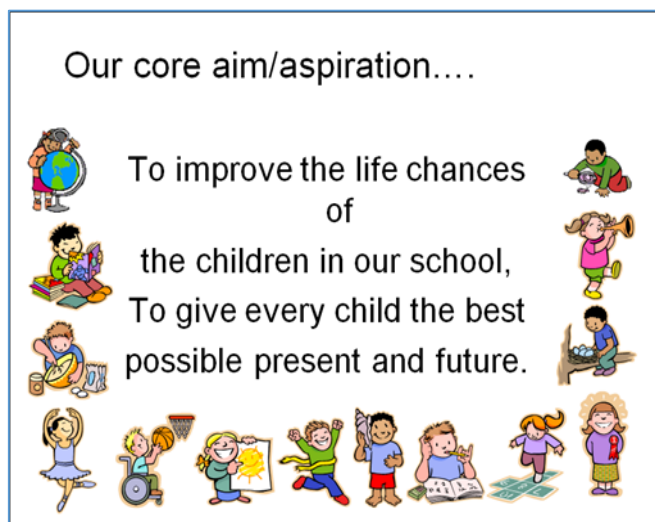 Our core aim/aspiration....
To improve the life chances
of
the children in our school,
To give every child the best
possible present and future.